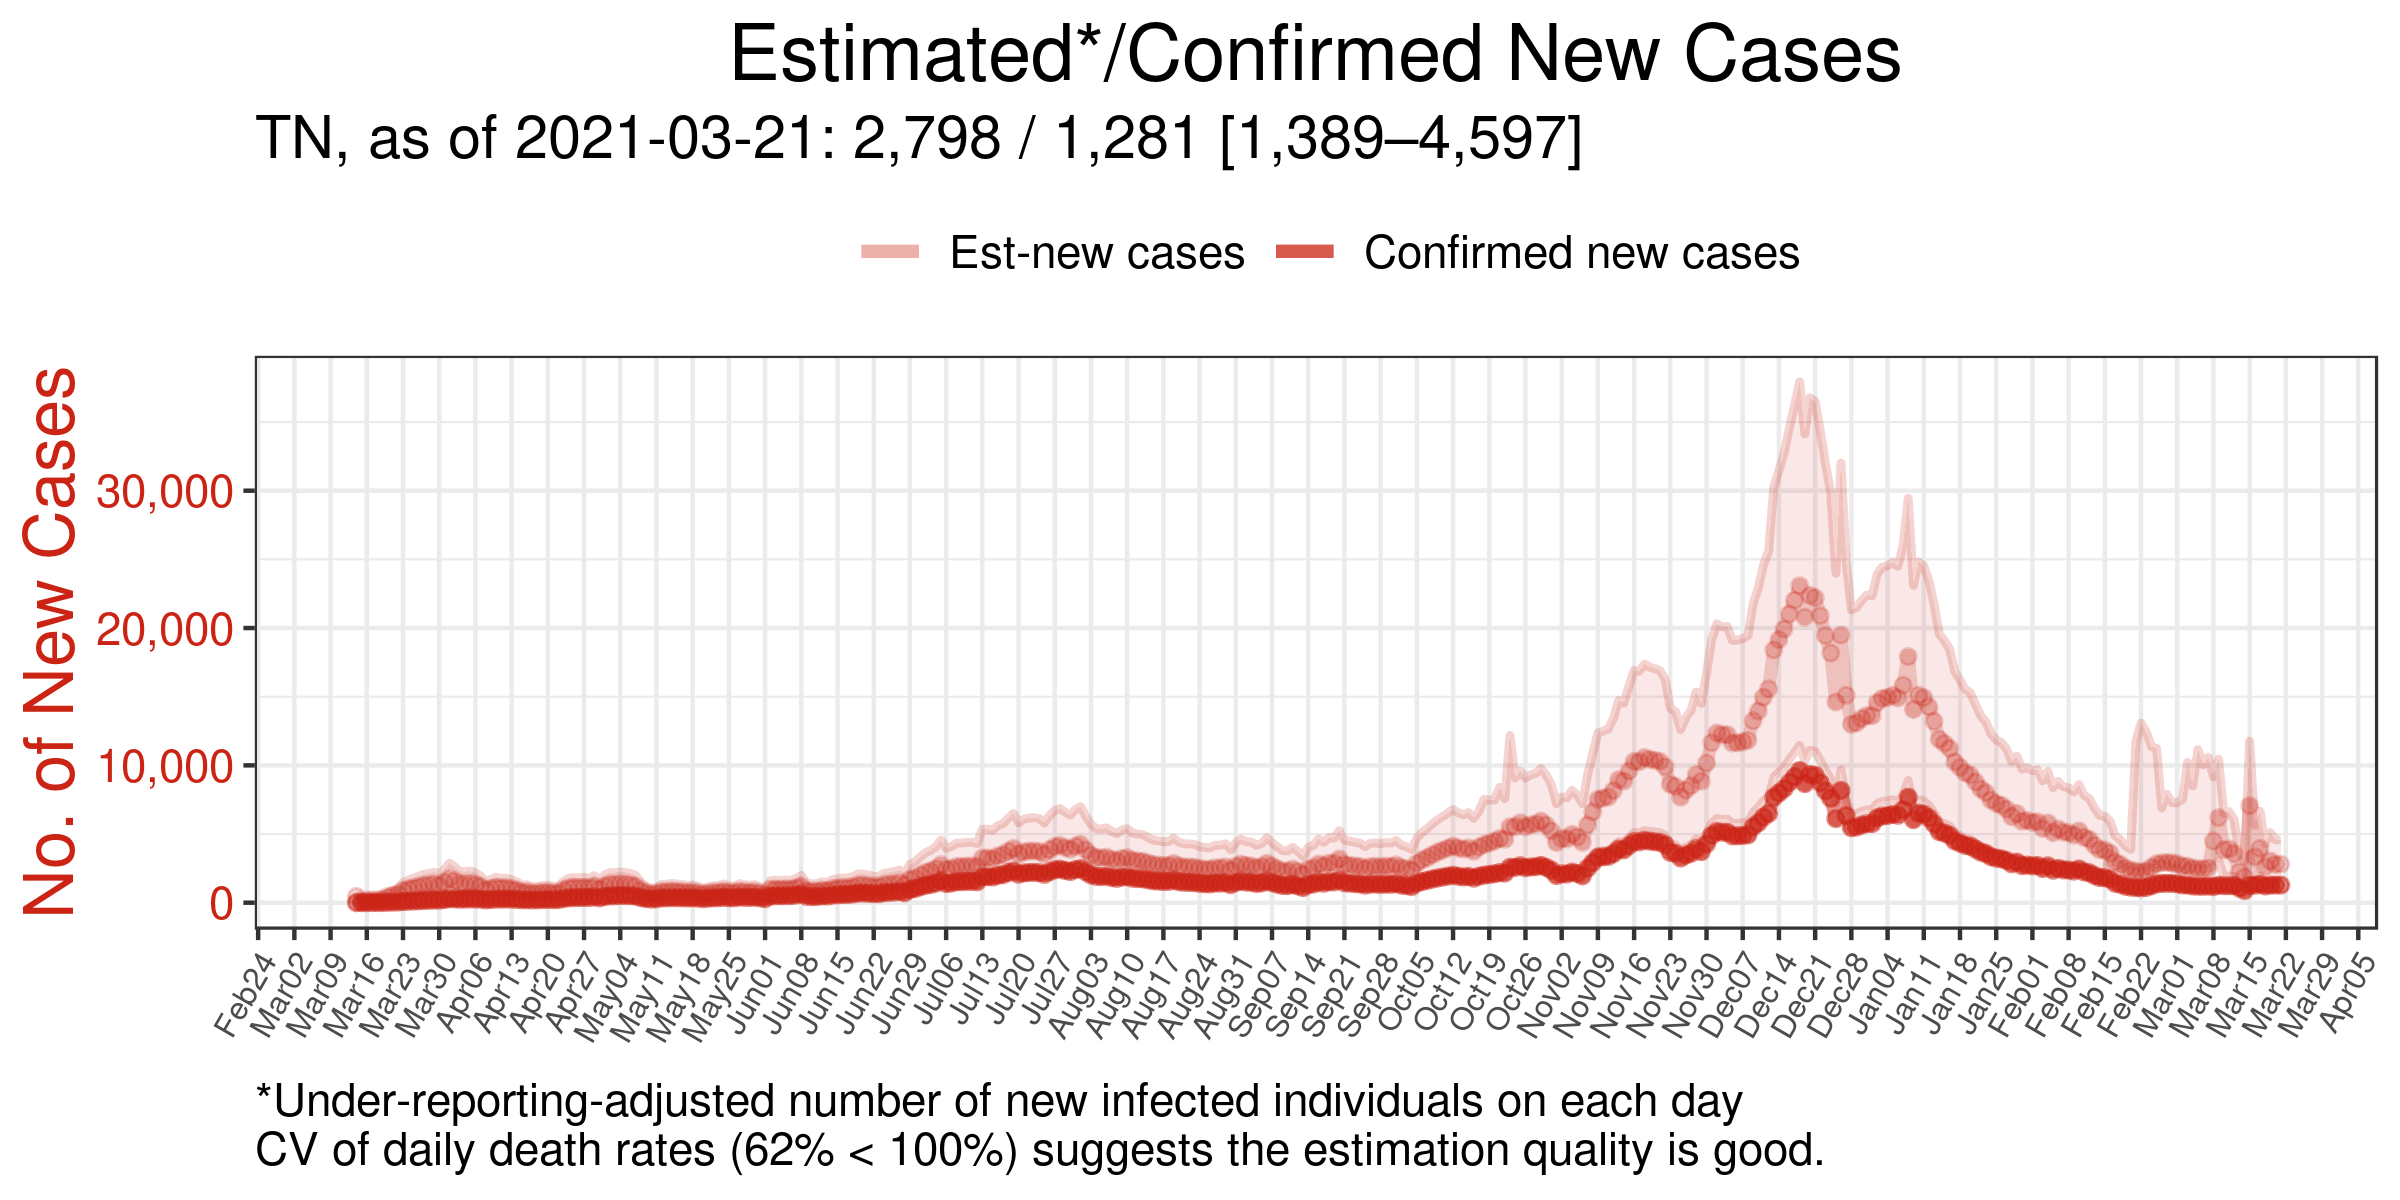 Estimated*/Confirmed New Cases
TN, as of 2021-03-21: 2,798 / 1,281 [1,389–4,597]
Est-new cases Confirmed new cases
No. of New Cases
30,000
20,000
10,000
0
Feb24 Mar02 Mar09 Mar16 Mar23 Mar30 Apr06 Apr13 Apr20 Apr27 May04 May11 May18 May25 Jun01 Jun08 Jun15 Jun22 Jun29 Jul06 Jul13 Jul20 Jul27 Aug03 Aug10 Aug17 Aug24 Aug31 Sep07 Sep14 Sep21 Sep28 Oct05 Oct12 Oct19 Oct26 Nov02 Nov09 Nov16 Nov23 Nov30 Dec07 Dec14 Dec21 Dec28 Jan04 Jan11 Jan18 Jan25 Feb01 Feb08 Feb15 Feb22 Mar01 Mar08 Mar15 Mar22 Mar29 Apr05
*Under-reporting-adjusted number of new infected individuals on each day
CV of daily death rates (62% < 100%) suggests the estimation quality is good.